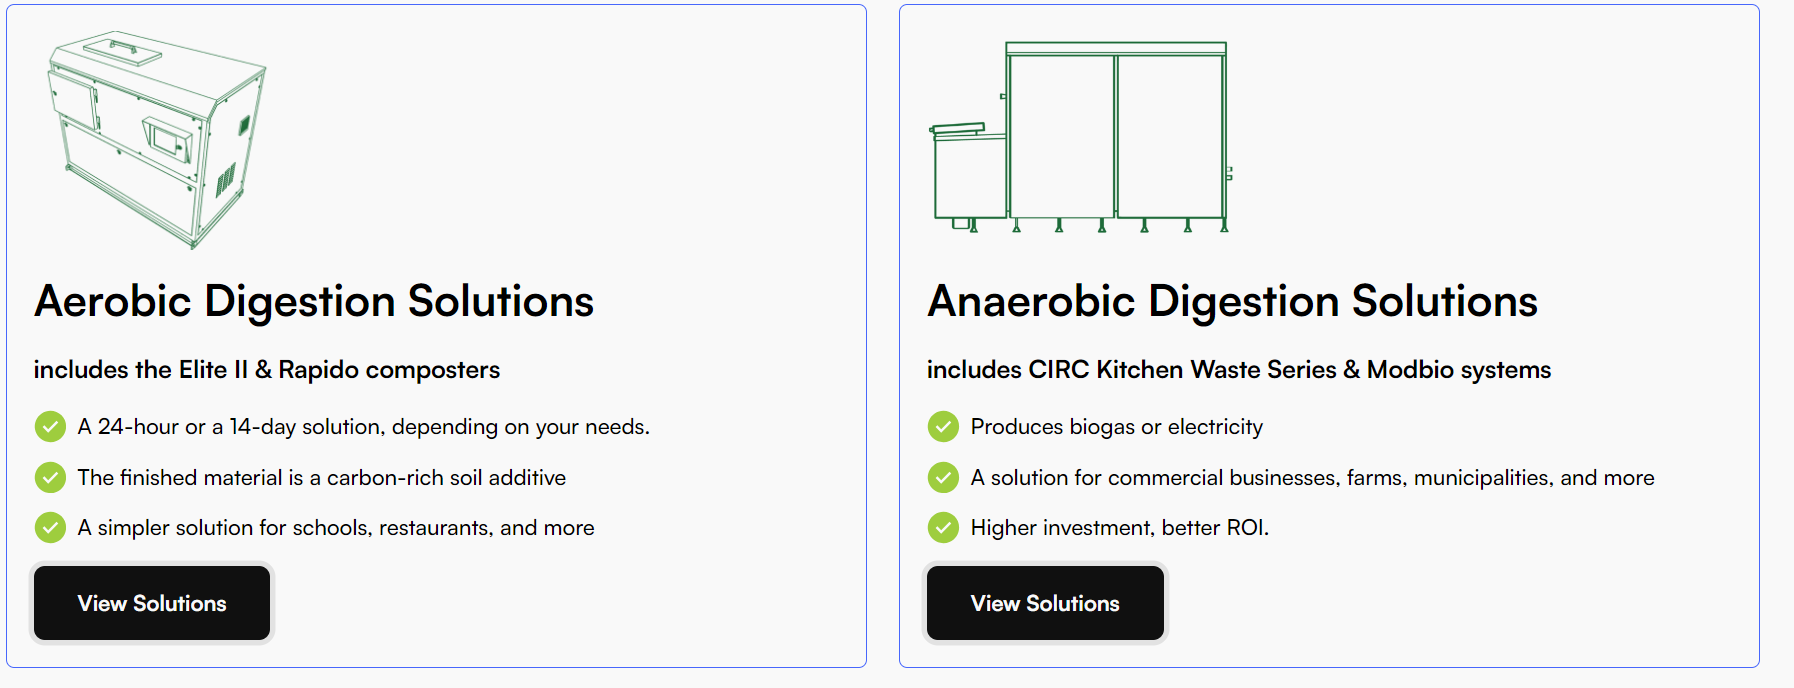 Aerobic Digestion Solutions
includes the Elite II & Rapido composters
A 24-hour or a 14-day solution, depending on your needs.
The finished material is a carbon-rich soil additive
A simpler solution for schools, restaurants, and more
View Solutions
Anaerobic Digestion Solutions
includes CIRC Kitchen Waste Series & Modbio systems
Produces biogas or electricity
A solution for commercial businesses, farms, municipalities, and more
Higher investment, better ROI.
View Solutions